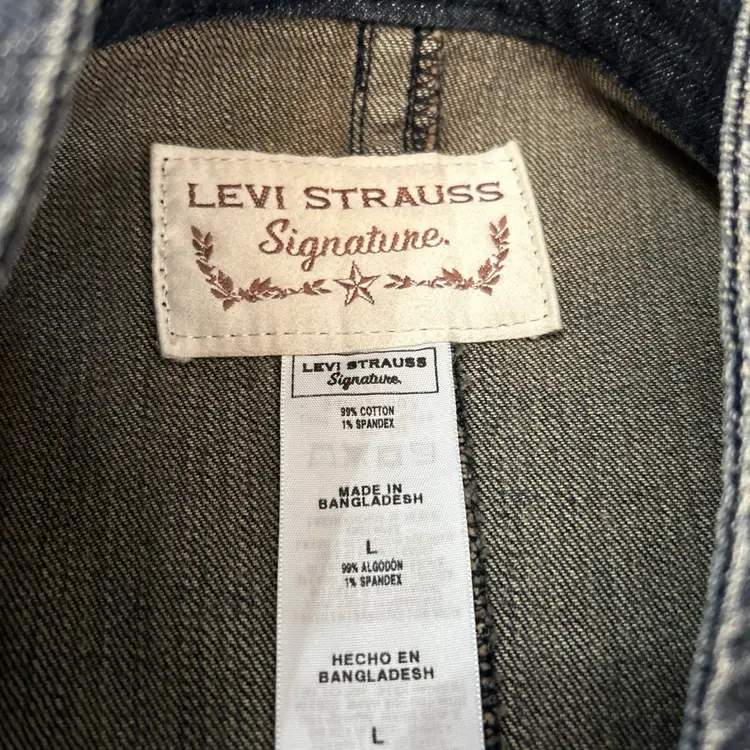 LEVI STRAUSS
Signature.
LEVI STRAUSS
Signature.
99% COTTON
1% SPANDEX
MADE IN
BANGLADESH
L
99% ALGODÓN
1% SPANDEX
HECHO EN
BANGLADESH
L